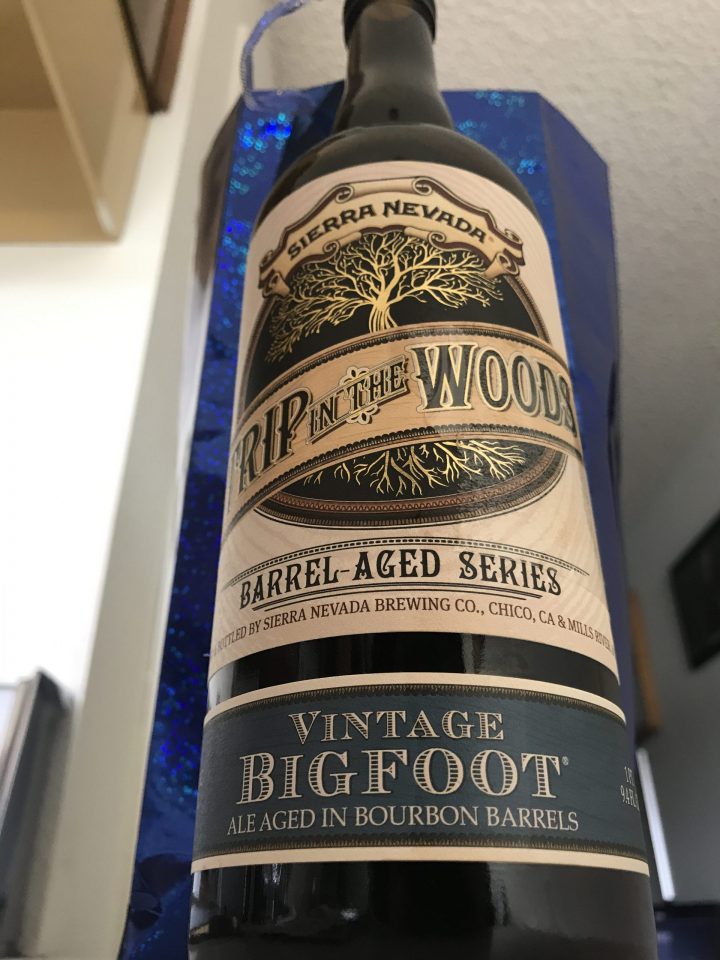 SIERRA NEVADA®
TRIP IN THE WOODS
BARREL-AGED SERIES
BOTTLED BY SIERRA NEVADA BREWING CO., CHICO, CA & MILLS RIVER,
VINTAGE
BIGFOOT®
ALE AGED IN BOURBON BARRELS